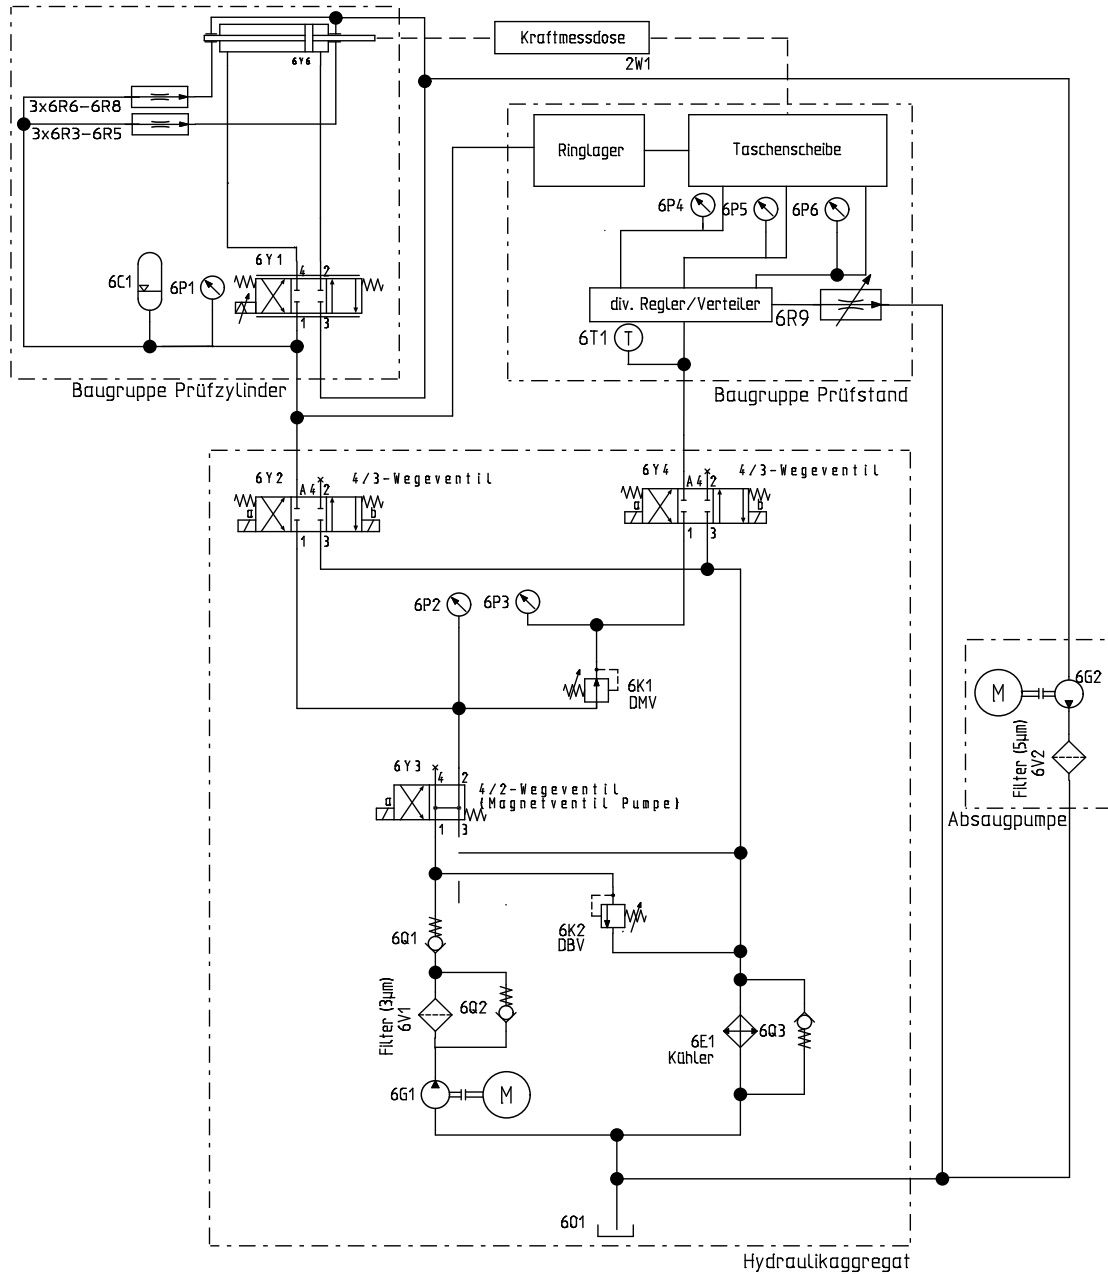 Kraftmessdose
2W1
6Y6
3x6R6-6R8
3x6R3-6R5
Ringlager
Taschenscheibe
6P4
6P5
6P6
6Y1
4 2
6C1
6P1
1 3
div. Regler/Verteiler
6R9
6T1
T
Baugruppe Prüfzylinder
Baugruppe Prüfstand
6Y2
4/3-Wegeventil
A 4 2
a
b
1 3
6Y4
4/3-Wegeventil
A 4 2
a
b
1 3
6P2
6P3
6K1
DMV
M
6G2
Filter (5µm)
6V2
Absaugpumpe
6Y3
4 2
a
4/2-Wegeventil
(Magnetventil Pumpe)
1 3
6K2
DBV
6Q1
Filter (3µm)
6V1
6Q2
6E1
Kühler
6Q3
6G1
M
6O1
Hydraulikaggregat